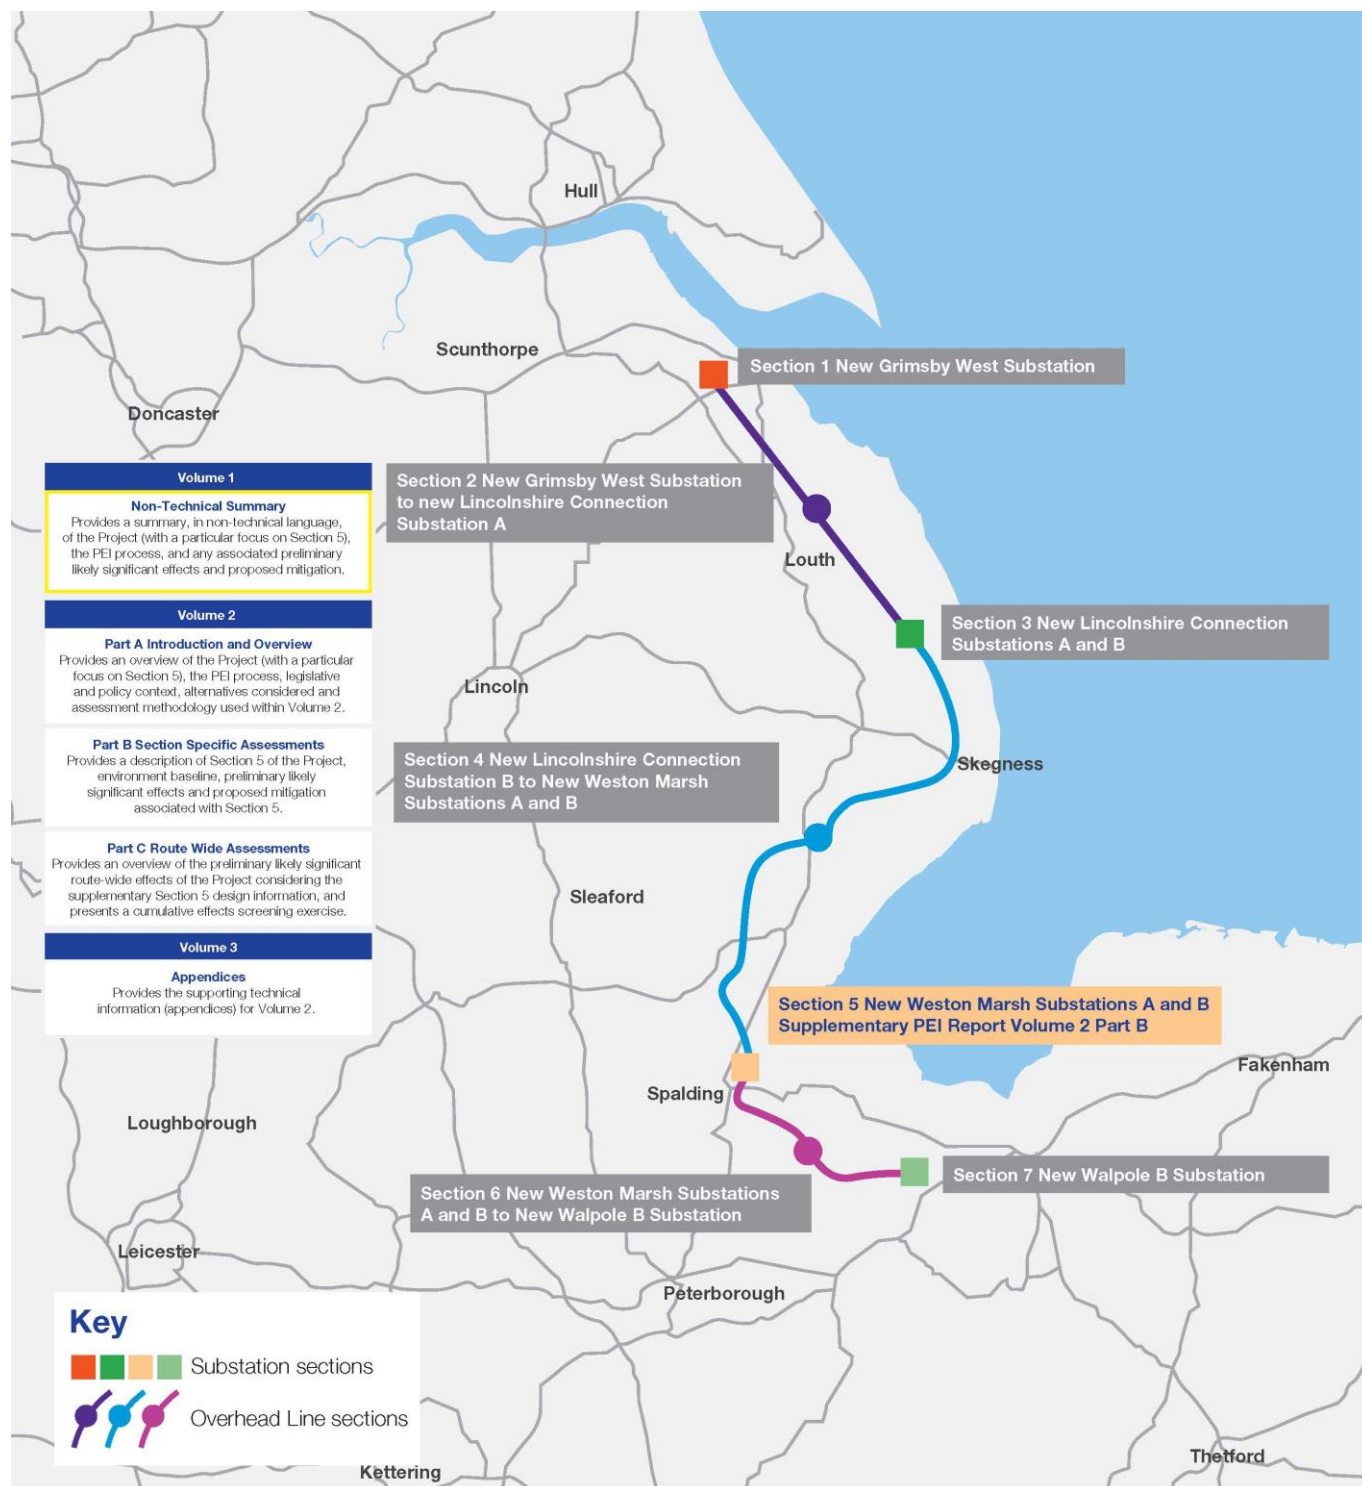 Hull
Scunthorpe
Section 1 New Grimsby West Substation
Doncaster
Volume 1
Non-Technical Summary
Provides a summary, in non-technical language,
of the Project (with a particular focus on Section 5),
the PEI process, and any associated preliminary
likely significant effects and proposed mitigation.
Section 2 New Grimsby West Substation
to new Lincolnshire Connection
Substation A
Louth
Volume 2
Part A Introduction and Overview
Provides an overview of the Project (with a particular
focus on Section 5), the PEI process, legislative
and policy context, alternatives considered and
assessment methodology used within Volume 2.
Section 3 New Lincolnshire Connection
Substations A and B
Lincoln
Part B Section Specific Assessments
Provides a description of Section 5 of the Project,
environment baseline, preliminary likely
significant effects and proposed mitigation
associated with Section 5.
Section 4 New Lincolnshire Connection
Substation B to New Weston Marsh
Substations A and B
Skegness
Part C Route Wide Assessments
Provides an overview of the preliminary likely significant
route-wide effects of the Project considering the
supplementary Section 5 design information, and
presents a cumulative effects screening exercise.
Sleaford
Volume 3
Appendices
Provides the supporting technical
information (appendices) for Volume 2.
Section 5 New Weston Marsh Substations A and B
Supplementary PEI Report Volume 2 Part B
Fakenham
Spalding
Loughborough
Section 6 New Weston Marsh Substations
A and B to New Walpole B Substation
Section 7 New Walpole B Substation
Leicester
Peterborough
Key
Substation sections
Overhead Line sections
Kettering
Thetford